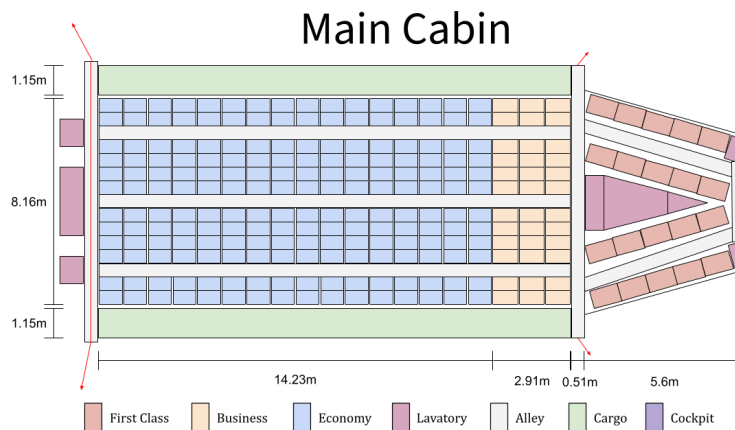 Main Cabin
1.15m
8.16m
1.15m
14.23m
2.91m
0.51m
5.6m
First Class
Business
Economy
Lavatory
Alley
Cargo
Cockpit